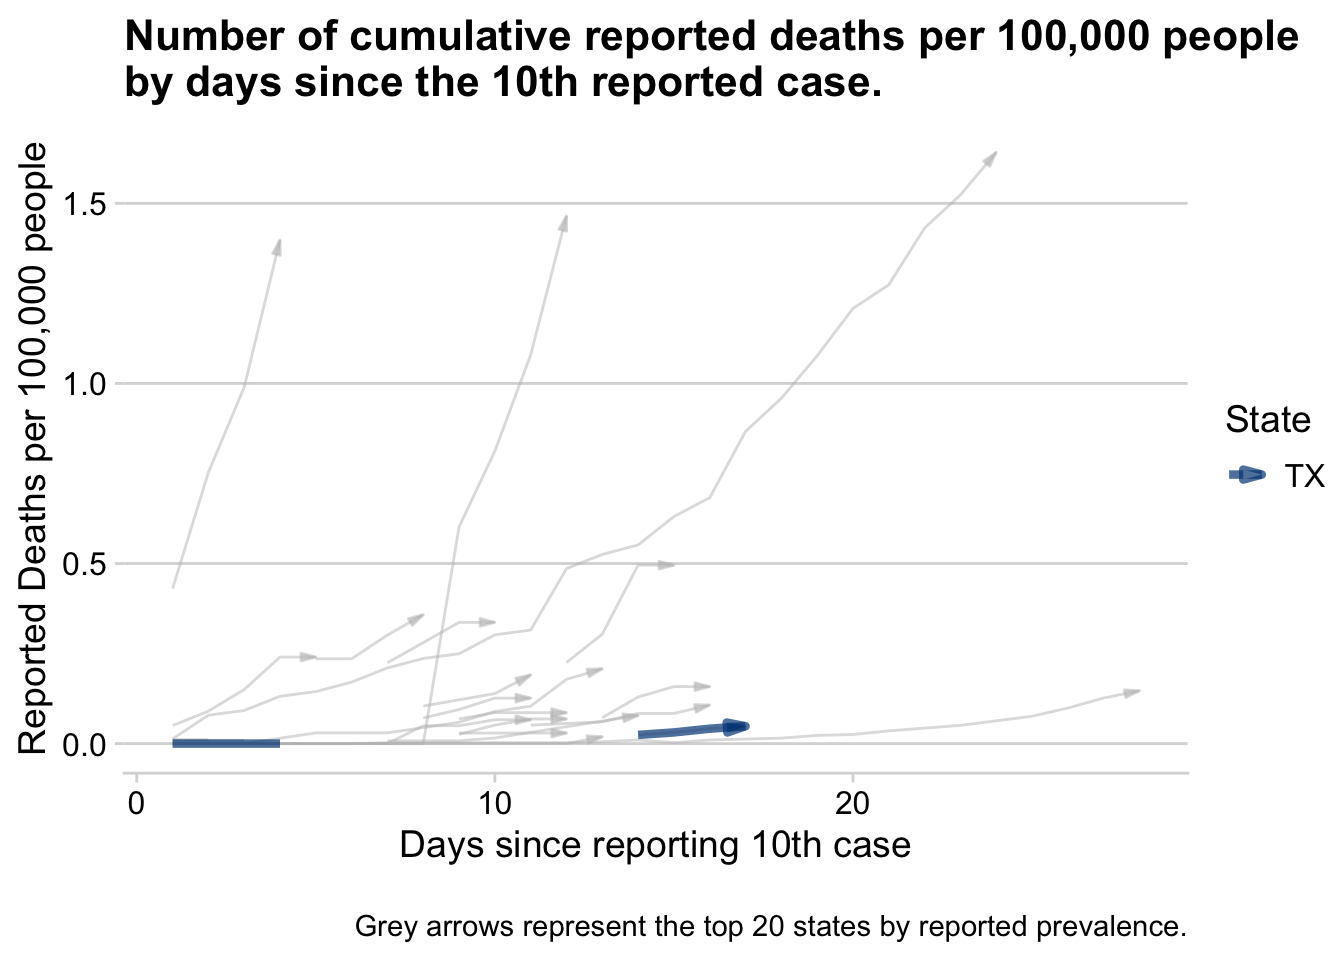 Number of cumulative reported deaths per 100,000 people
by days since the 10th reported case.
Reported Deaths per 100,000 people
1.5
1.0
0.5
0.0
0
10
20
Days since reporting 10th case
State
TX
Grey arrows represent the top 20 states by reported prevalence.